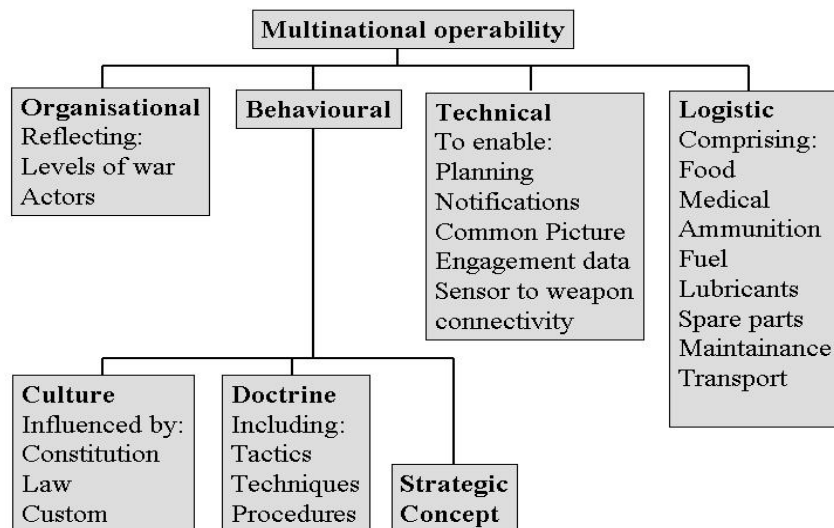 Multinational operability
Organisational
Reflecting:
Levels of war
Actors
Behavioural
Technical
To enable:
Planning
Notifications
Common Picture
Engagement data
Sensor to weapon
connectivity
Logistic
Comprising:
Food
Medical
Ammunition
Fuel
Lubricants
Spare parts
Maintainance
Transport
Culture
Influenced by:
Constitution
Law
Custom
Doctrine
Including:
Tactics
Techniques
Procedures
Strategic
Concept